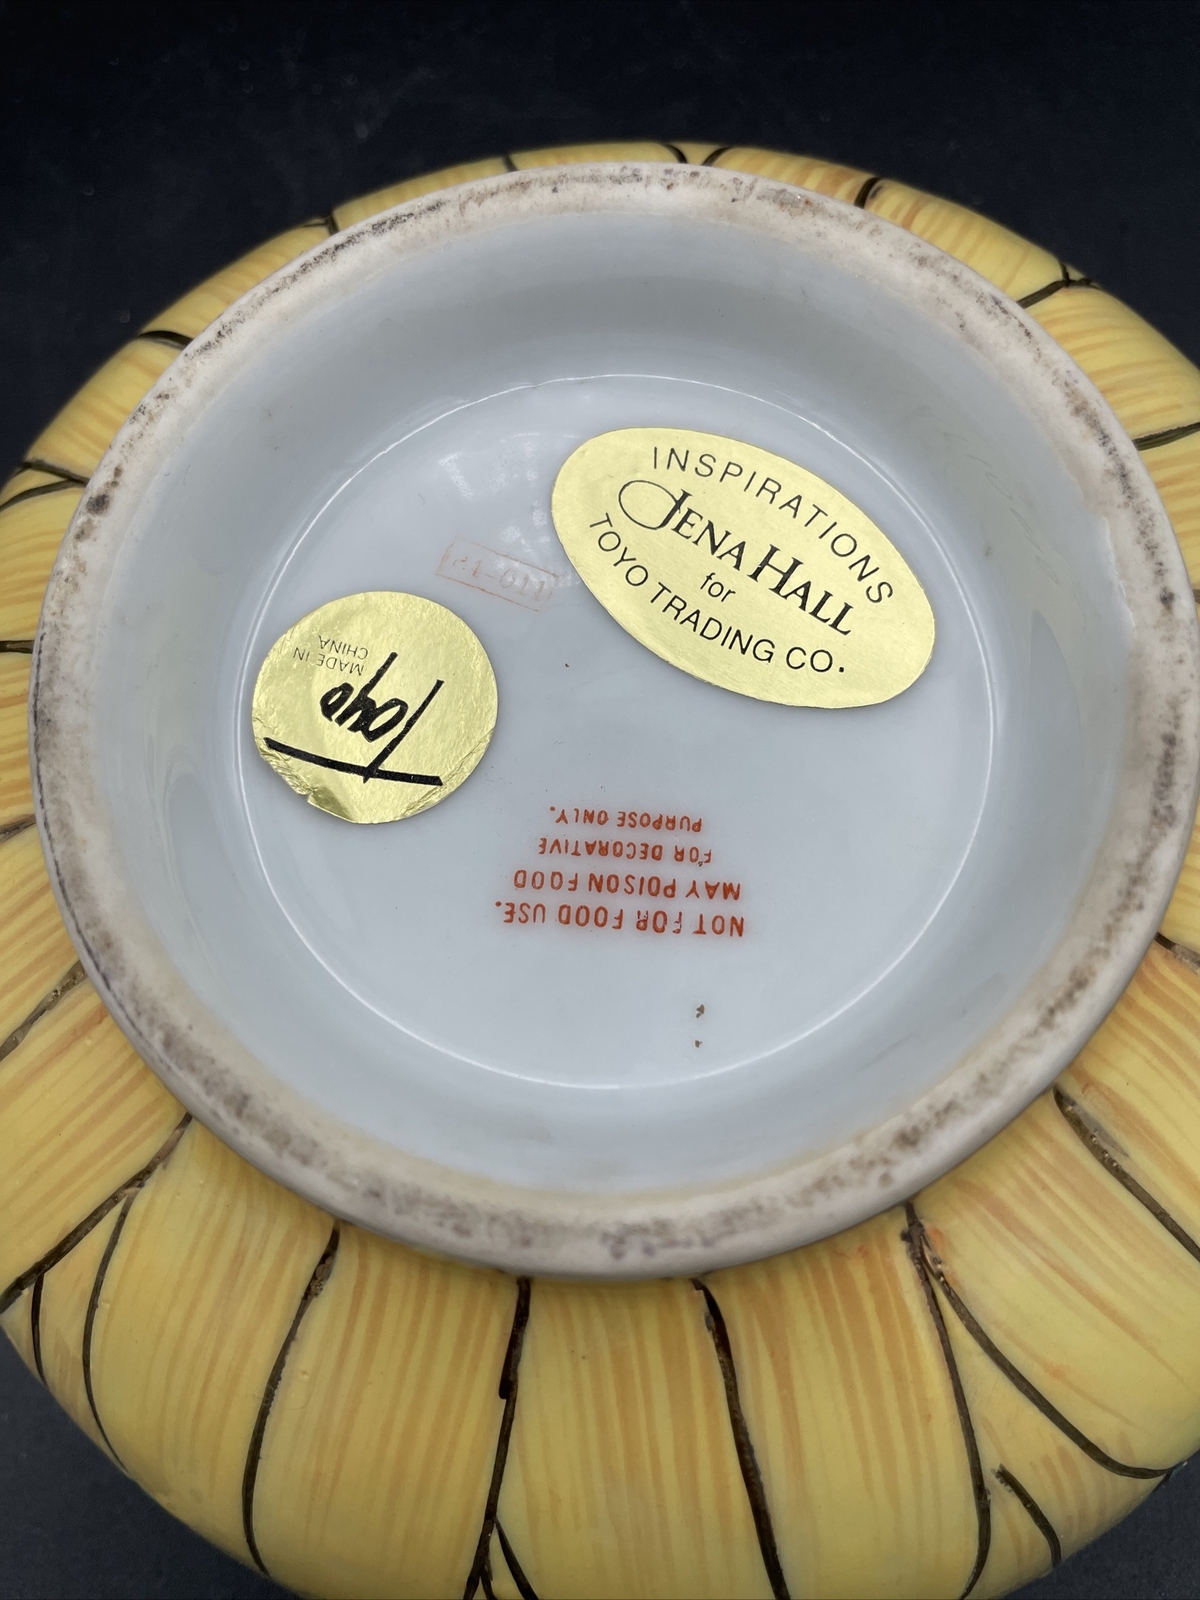 INSPIRATIONS
JENA HALL
for
TOYO TRADING CO.
Toyo
MADE IN
CHINA
NOT FOR FOOD USE.
MAY POISON FOOD
FOR DECORATIVE
PURPOSE ONLY.